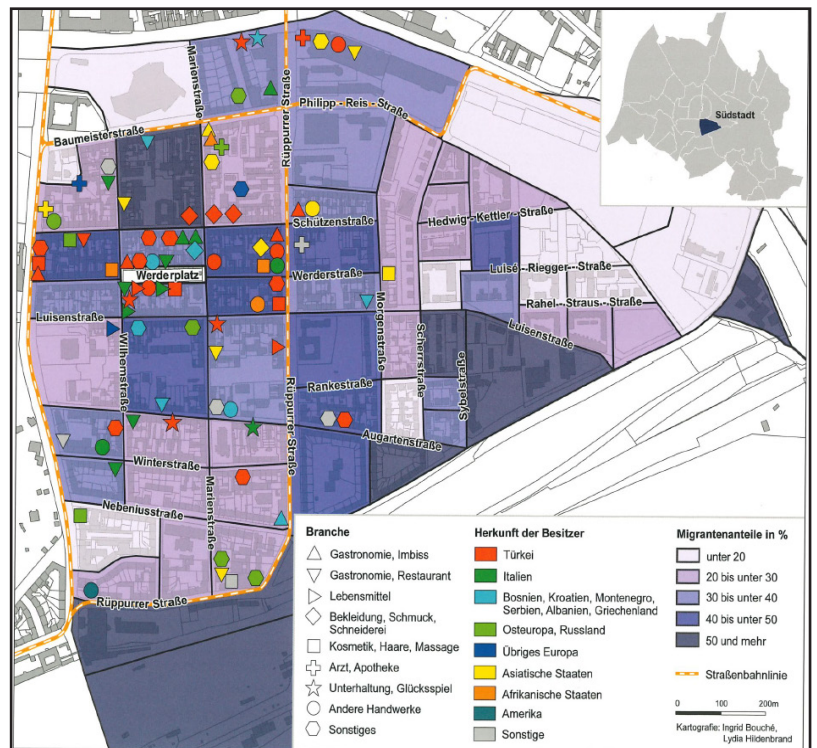 Südstadt
Marienstraße
Rüppurrer Straße
Philipp - Reis - Straße
Baumeisterstraße
Hedwig - Kettler - Straße
Schützenstraße
Werderplatz
Werderstraße
Luise - Riegger - Straße
Rahel - Straus - Straße
Luisenstraße
Luisenstraße
Wilhelmstraße
Morgenstraße
Scherrstraße
Sybelstraße
Rankestraße
Rüppurrer Straße
Augartenstraße
Winterstraße
Marienstraße
Nebeniusstraße
Rüppurrer Straße
Branche
Gastronomie, Imbiss
Gastronomie, Restaurant
Lebensmittel
Bekleidung, Schmuck,
Schneiderei
Kosmetik, Haare, Massage
Arzt, Apotheke
Unterhaltung, Glücksspiel
Andere Handwerke
Sonstiges
Herkunft der Besitzer
Türkei
Italien
Bosnien, Kroatien, Montenegro,
Serbien, Albanien, Griechenland
Osteuropa, Russland
Übriges Europa
Asiatische Staaten
Afrikanische Staaten
Amerika
Sonstige
Migrantenanteile in %
unter 20
20 bis unter 30
30 bis unter 40
40 bis unter 50
50 und mehr
Straßenbahnlinie
0 100 200m
Kartografie: Ingrid Bouché,
Lydia Hildenbrand